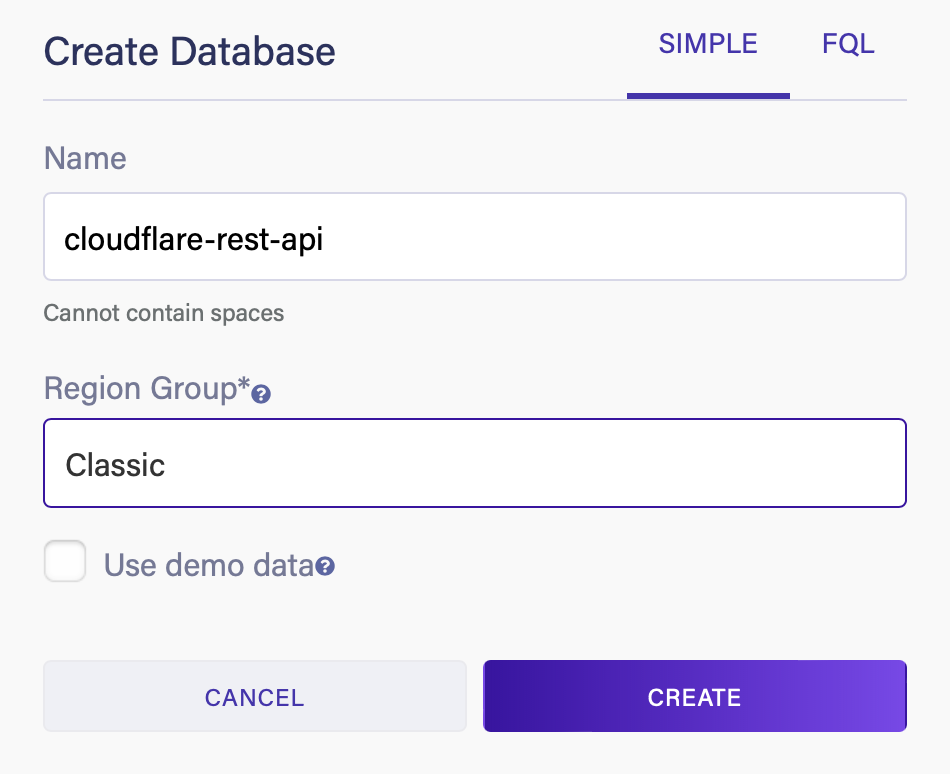 Create Database
SIMPLE FQL
Name
cloudflare-rest-api
Cannot contain spaces
Region Group*?
Classic
Use demo data?
CANCEL CREATE